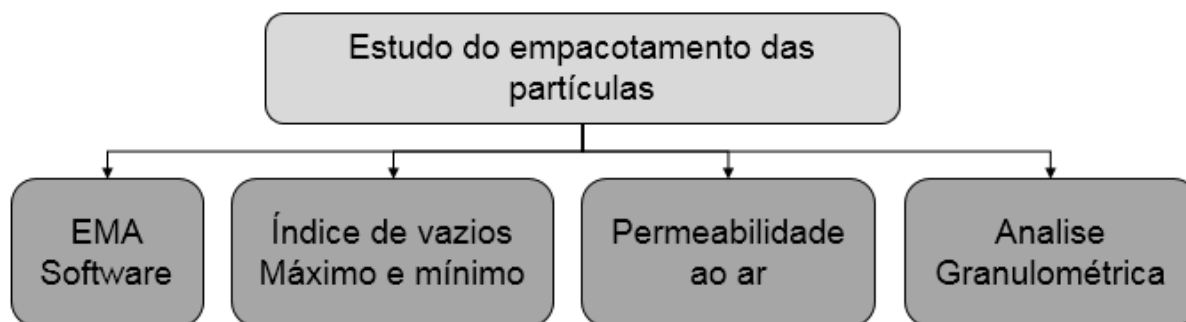 Estudo do empacotamento das
partículas
EMA
Software
Índice de vazios
Máximo e mínimo
Permeabilidade
ao ar
Analise
Granulométrica